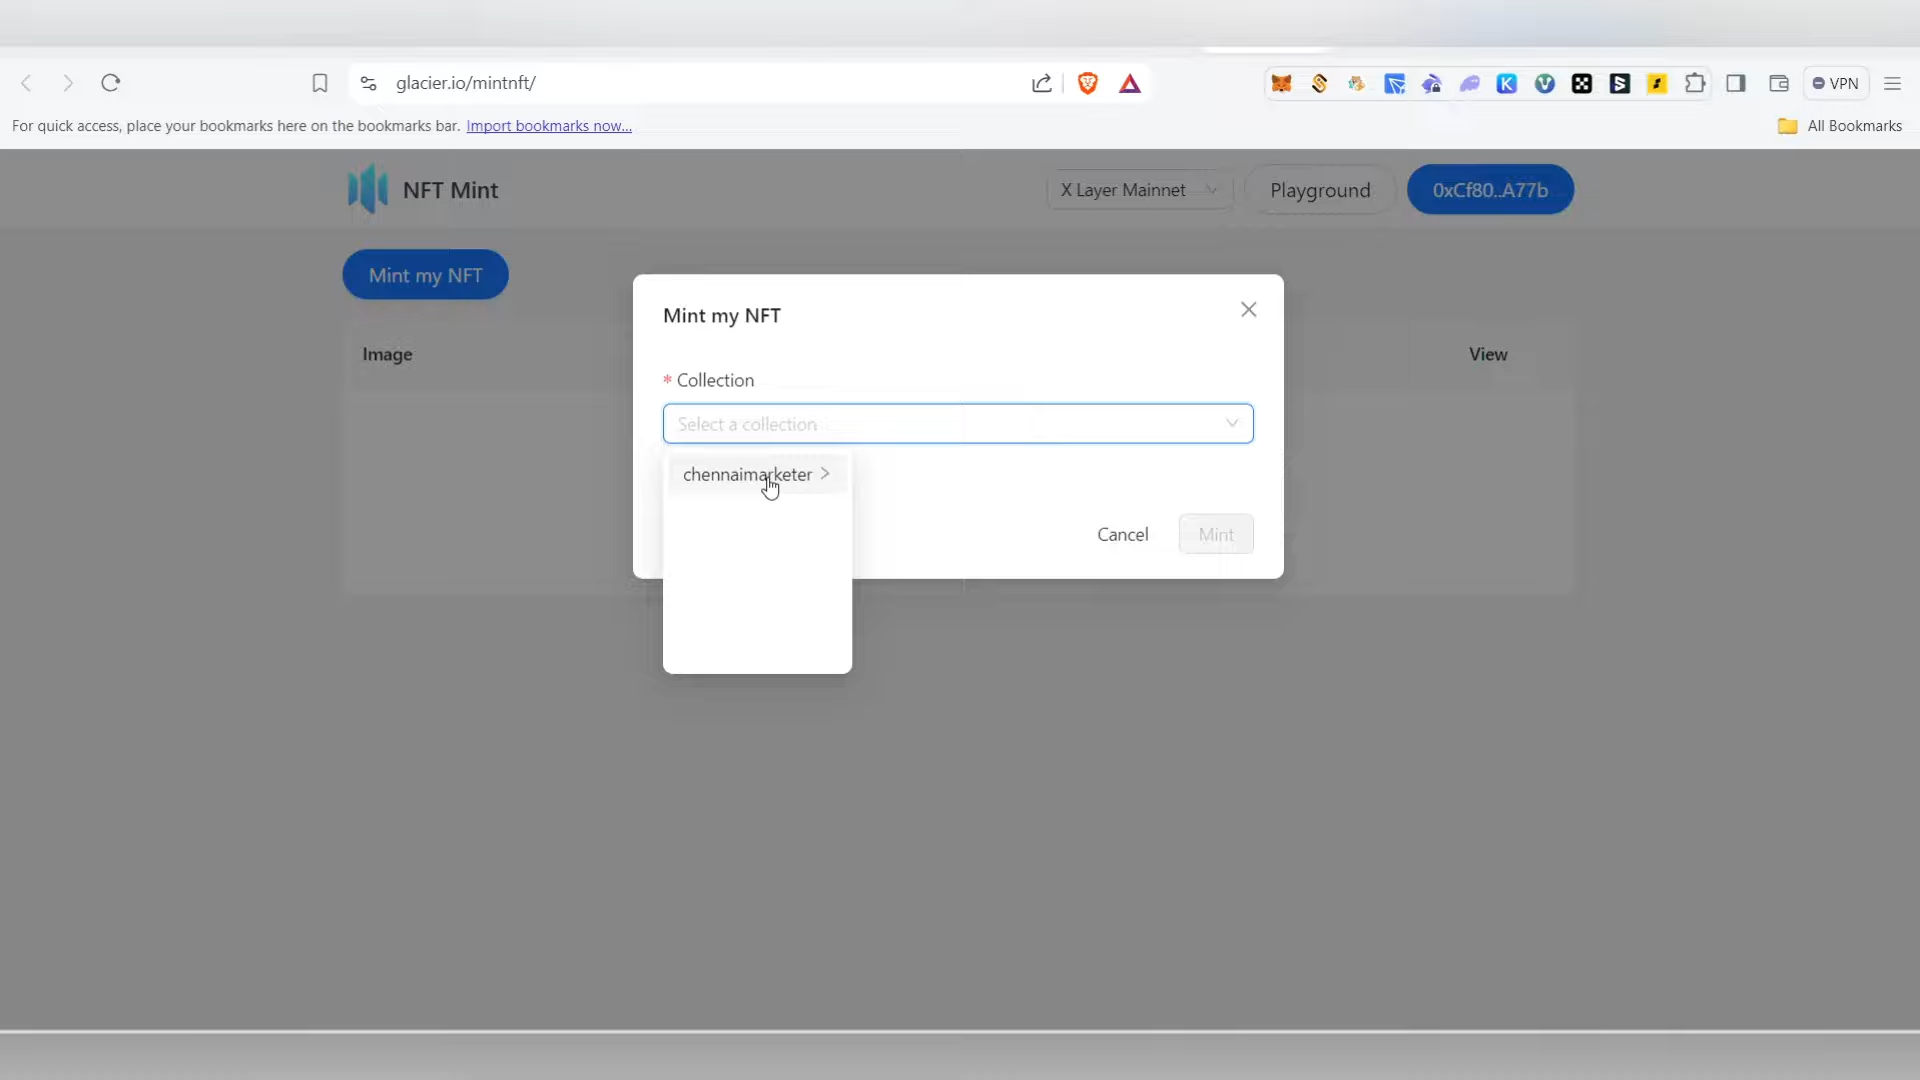 glacier.io/mintnft/
VPN
For quick access, place your bookmarks here on the bookmarks bar. Import bookmarks now...
All Bookmarks
NFT Mint
X Layer Mainnet
Playground
0xCf80..A77b
Mint my NFT
Mint my NFT
Image
View
* Collection
Select a collection
chennaimarketer
Cancel
Mint